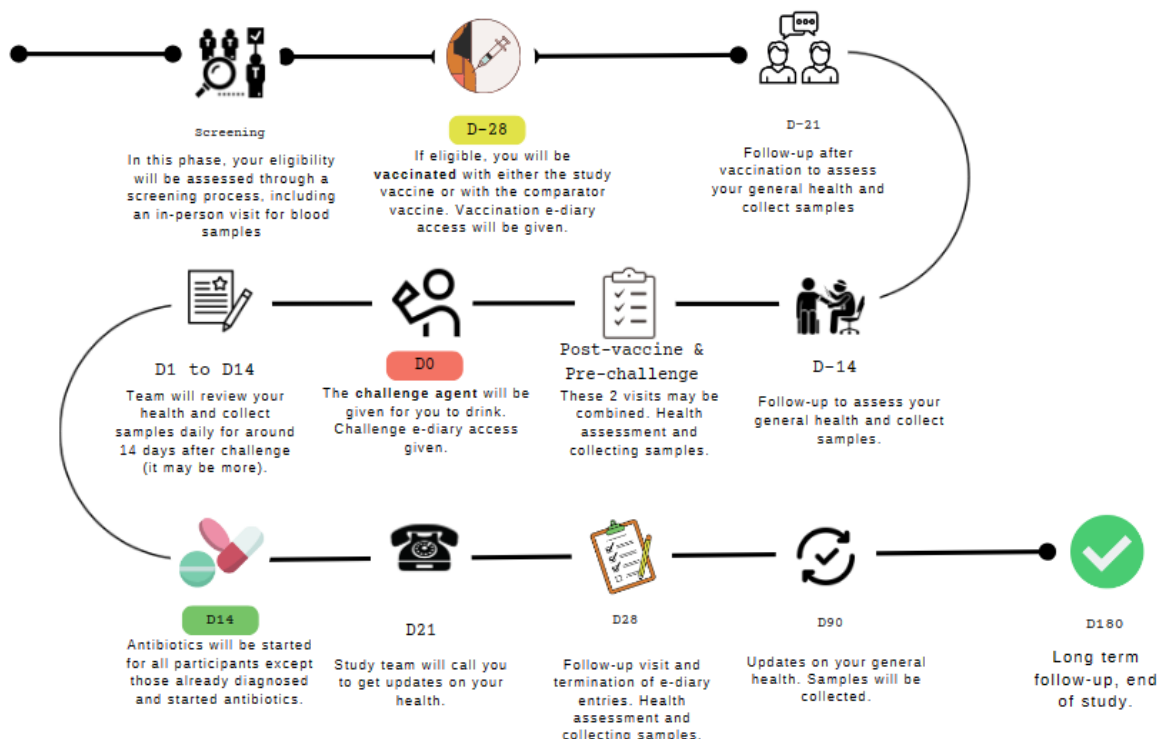 Screening
In this phase, your eligibility
will be assessed through a
screening process, including
an in-person visit for blood
samples
D-28
If eligible, you will be
vaccinated with either the study
vaccine or with the comparator
vaccine. Vaccination e-diary
access will be given.
D-21
Follow-up after
vaccination to assess
your general health and
collect samples
D-14
Follow-up to assess your
general health and collect
samples.
Post-vaccine &
Pre-challenge
These 2 visits may be
combined. Health
assessment and
collecting samples.
D0
The challenge agent will be
given for you to drink.
Challenge e-diary access
given.
D1 to D14
Team will review your
health and collect
samples daily for around
14 days after challenge
(it may be more).
D14
Antibiotics will be started
for all participants except
those already diagnosed
and started antibiotics.
D21
Study team will call you
to get updates on your
health.
D28
Follow-up visit and
termination of e-diary
entries. Health
assessment and
collecting samples.
D90
Updates on your general
health. Samples will be
collected.
D180
Long term
follow-up, end
of study.